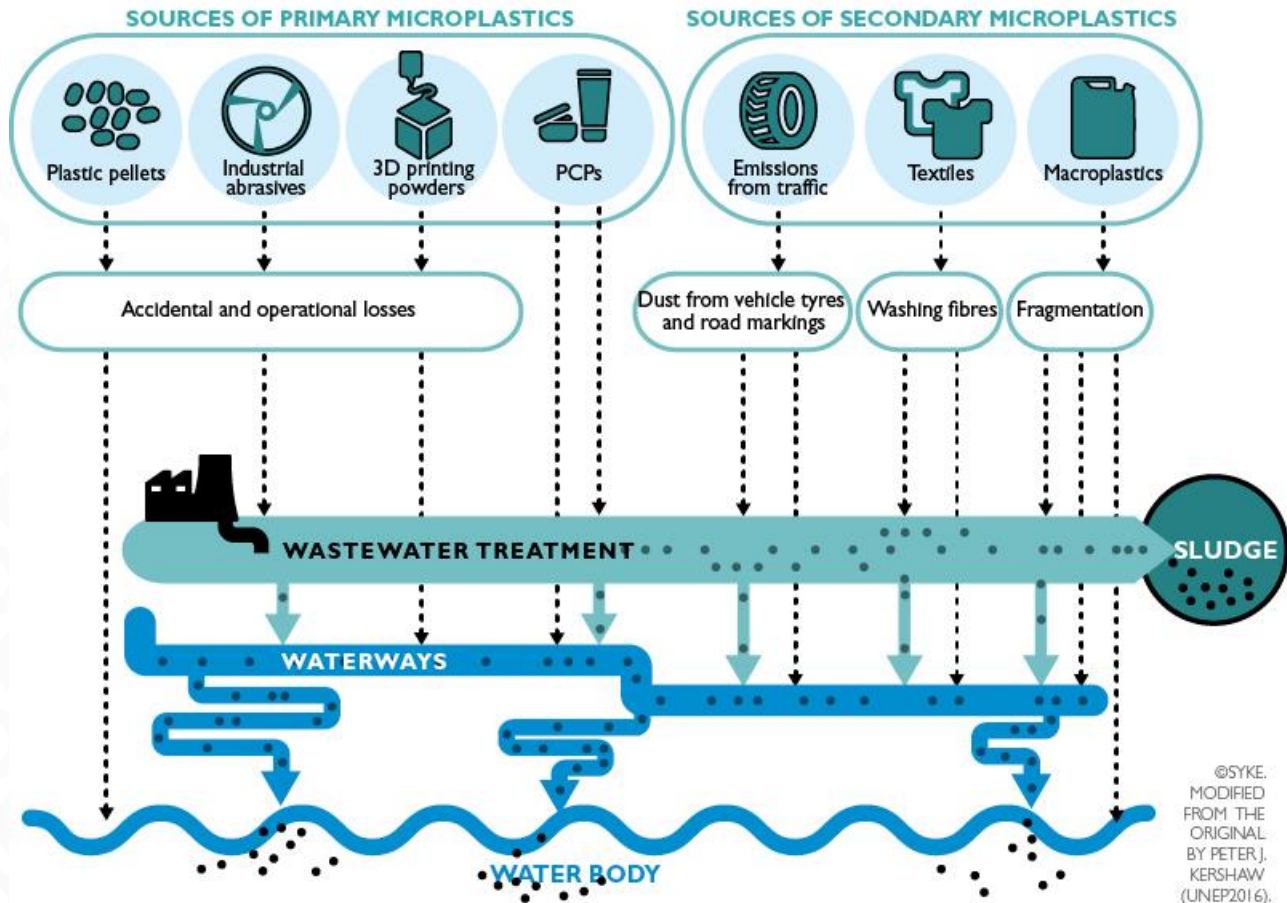 SOURCES OF PRIMARY MICROPLASTICS
SOURCES OF SECONDARY MICROPLASTICS
Plastic pellets
Industrial
abrasives
3D printing
powders
PCPs
Emissions
from traffic
Textiles
Macroplastics
Accidental and operational losses
Dust from vehicle tyres
and road markings
Washing fibres
Fragmentation
WASTEWATER TREATMENT
SLUDGE
WATERWAYS
WATER BODY
©SYKE.
MODIFIED
FROM THE
ORIGINAL
BY PETER J.
KERSHAW
(UNEP2016).